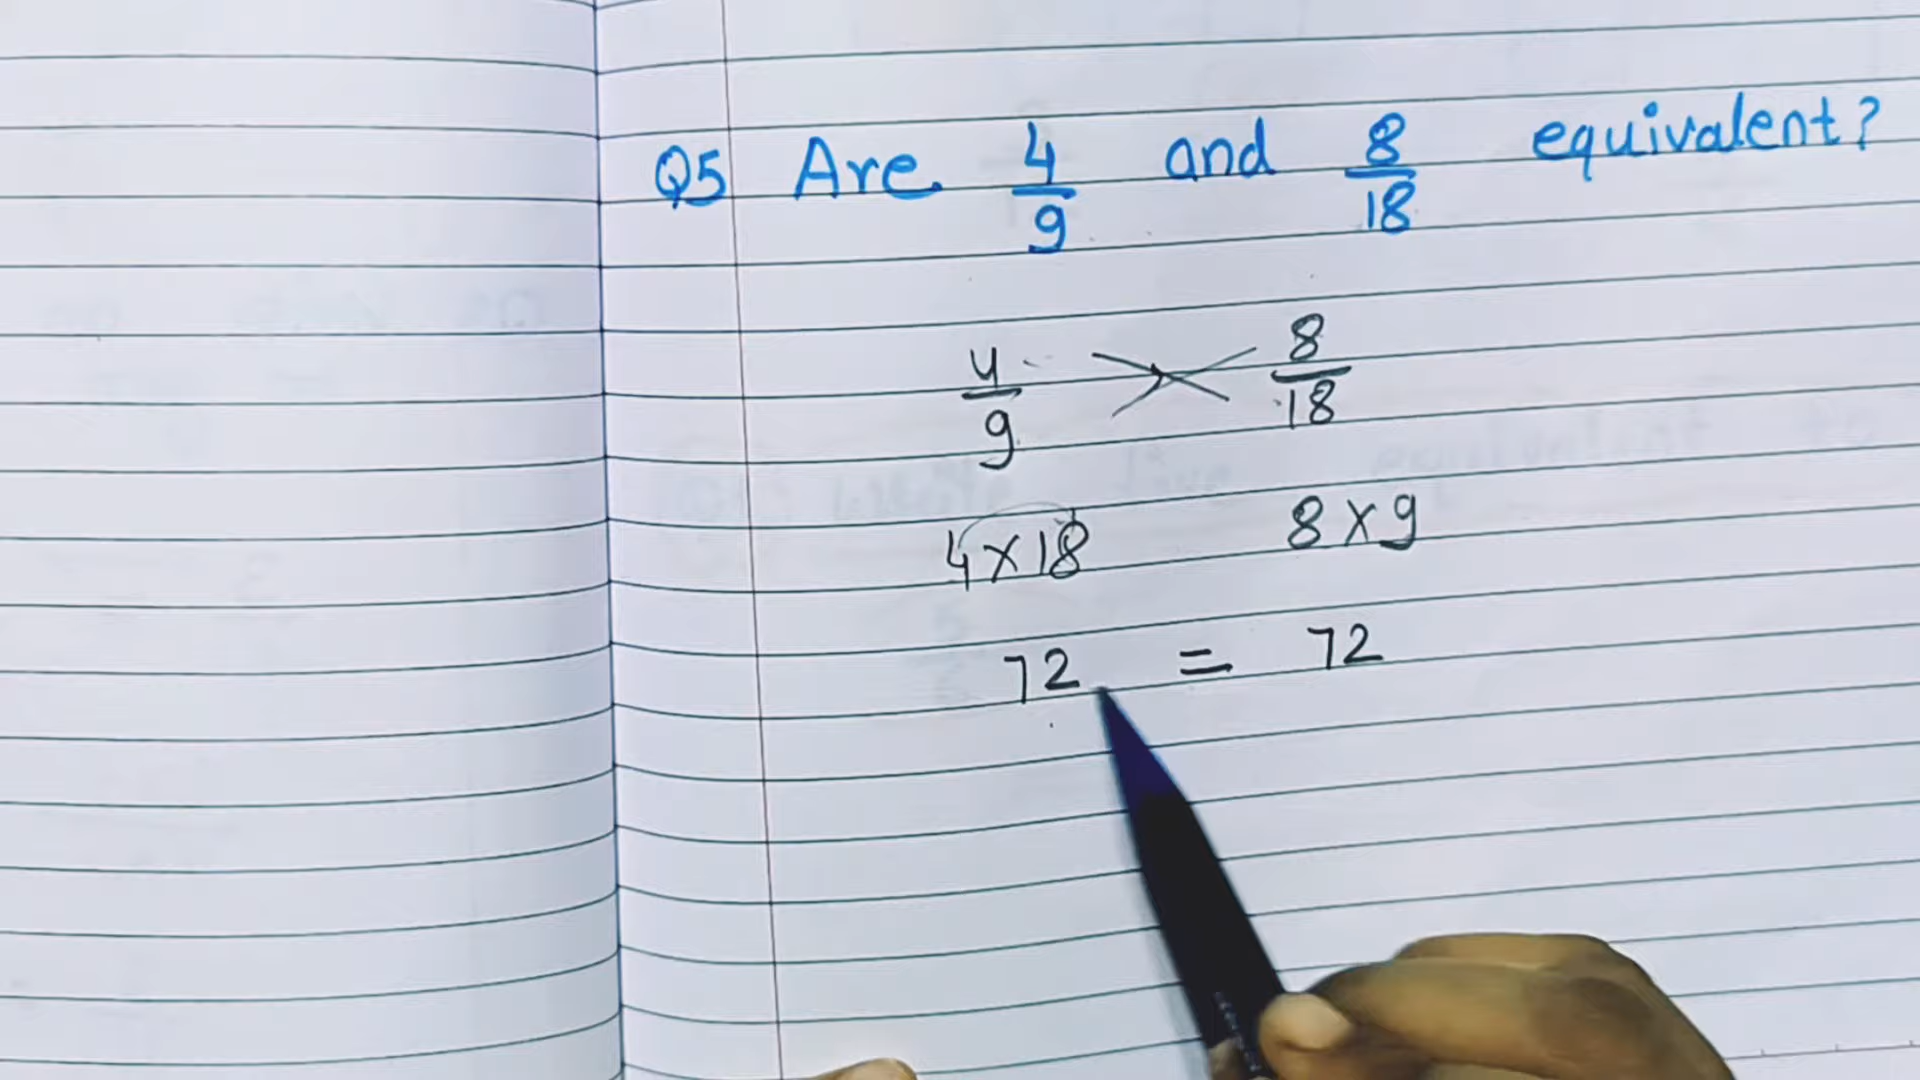 Q5 Are 4/9 and 8/18 equivalent?
4/9 8/18
4×18 8×9
72 = 72